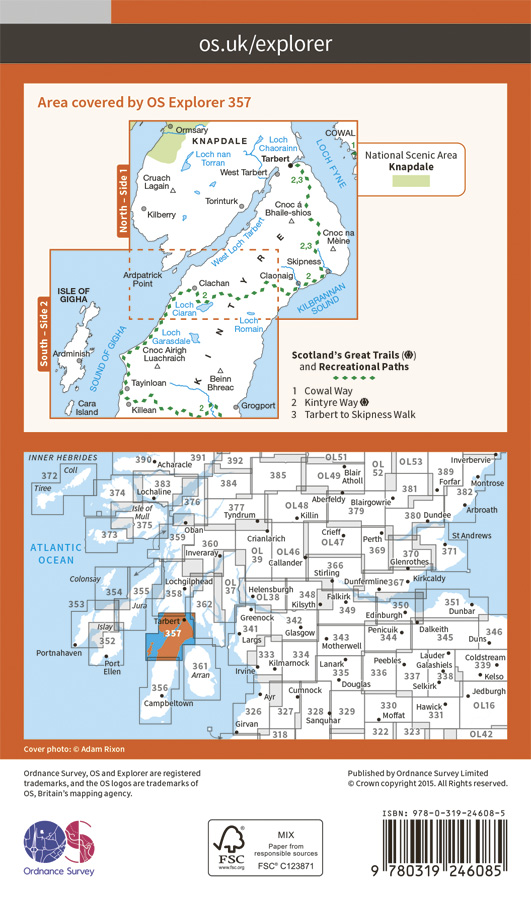 os.uk/explorer
Area covered by OS Explorer 357
North – Side 1
South – Side 2
Ormsary
KNAPDALE
Loch nan
Torran
Loch
Chaorainn
Tarbert
West Tarbert
COWAL
1
LOCH FYNE
Cruach
Lagain
Torinturk
Kilberry
2,3
Cnoc á
Bhaile-shios
Cnoc na
Mèine
West Loch Tarbert
2,3
Skipness
Claonaig
2
KILBRANNAN
SOUND
Ardpatrick
Point
Clachan
2
KINTYRE
Loch
Ciaran
Loch
Romain
Loch
Garasdale
Cnoc Airigh
Luachraich
ISLE OF
GIGHA
SOUND OF GIGHA
Ardminish
Tayinloan
Beinn
Bhreac
Cara
Island
Killean
2
Grogport
National Scenic Area
Knapdale
Scotland's Great Trails ( )
and Recreational Paths
1 Cowal Way
2 Kintyre Way
3 Tarbert to Skipness Walk
INNER HEBRIDES
390
Acharacle
391
392
OL51
OL
52
OL53
Inverbervie
372
Coll
Tiree
374
383
Lochaline
384
385
OL49
Blair
Atholl
381
389
Forfar
Montrose
382
376
Isle of
Mull
375
377
Tyndrum
OL48
Killin
Aberfeldy
Blairgowrie
379
380
Dundee
Arbroath
373
359
Oban
Crianlarich
Crieff
OL47
Perth
369
St Andrews
371
ATLANTIC
OCEAN
360
Inveraray
OL
39
OL46
Callander
366
Stirling
370
Glenrothes
Colonsay
354
355
Jura
Lochgilphead
358
362
OL
37
Helensburgh
OL38
348
Kilsyth
Dunfermline
367
Kirkcaldy
353
Falkirk
349
350
Edinburgh
351
Dunbar
Islay
352
Tarbert
357
Greenock
341
Largs
342
Glasgow
343
Motherwell
344
Penicuik
Dalkeith
345
346
Duns
Portnahaven
Port
Ellen
361
Arran
333
Irvine
334
Kilmarnock
Lanark
335
Peebles
336
Lauder
Galashiels
337
338
Selkirk
Coldstream
339
Kelso
356
Campbeltown
Ayr
Cumnock
Douglas
Jedburgh
326
Girvan
327
328
Sanquhar
329
330
Moffat
Hawick
331
OL16
318
322
323
OL42
Cover photo: © Adam Rixon
Ordnance Survey, OS and Explorer are registered
trademarks, and the OS logos are trademarks of
OS, Britain's mapping agency.
Published by Ordnance Survey Limited
© Crown copyright 2015. All Rights reserved.
OS
Ordnance Survey
FSC
www.fsc.org
MIX
Paper from
responsible sources
FSC® C123871
ISBN: 978-0-319-24608-5
9 780319 246085